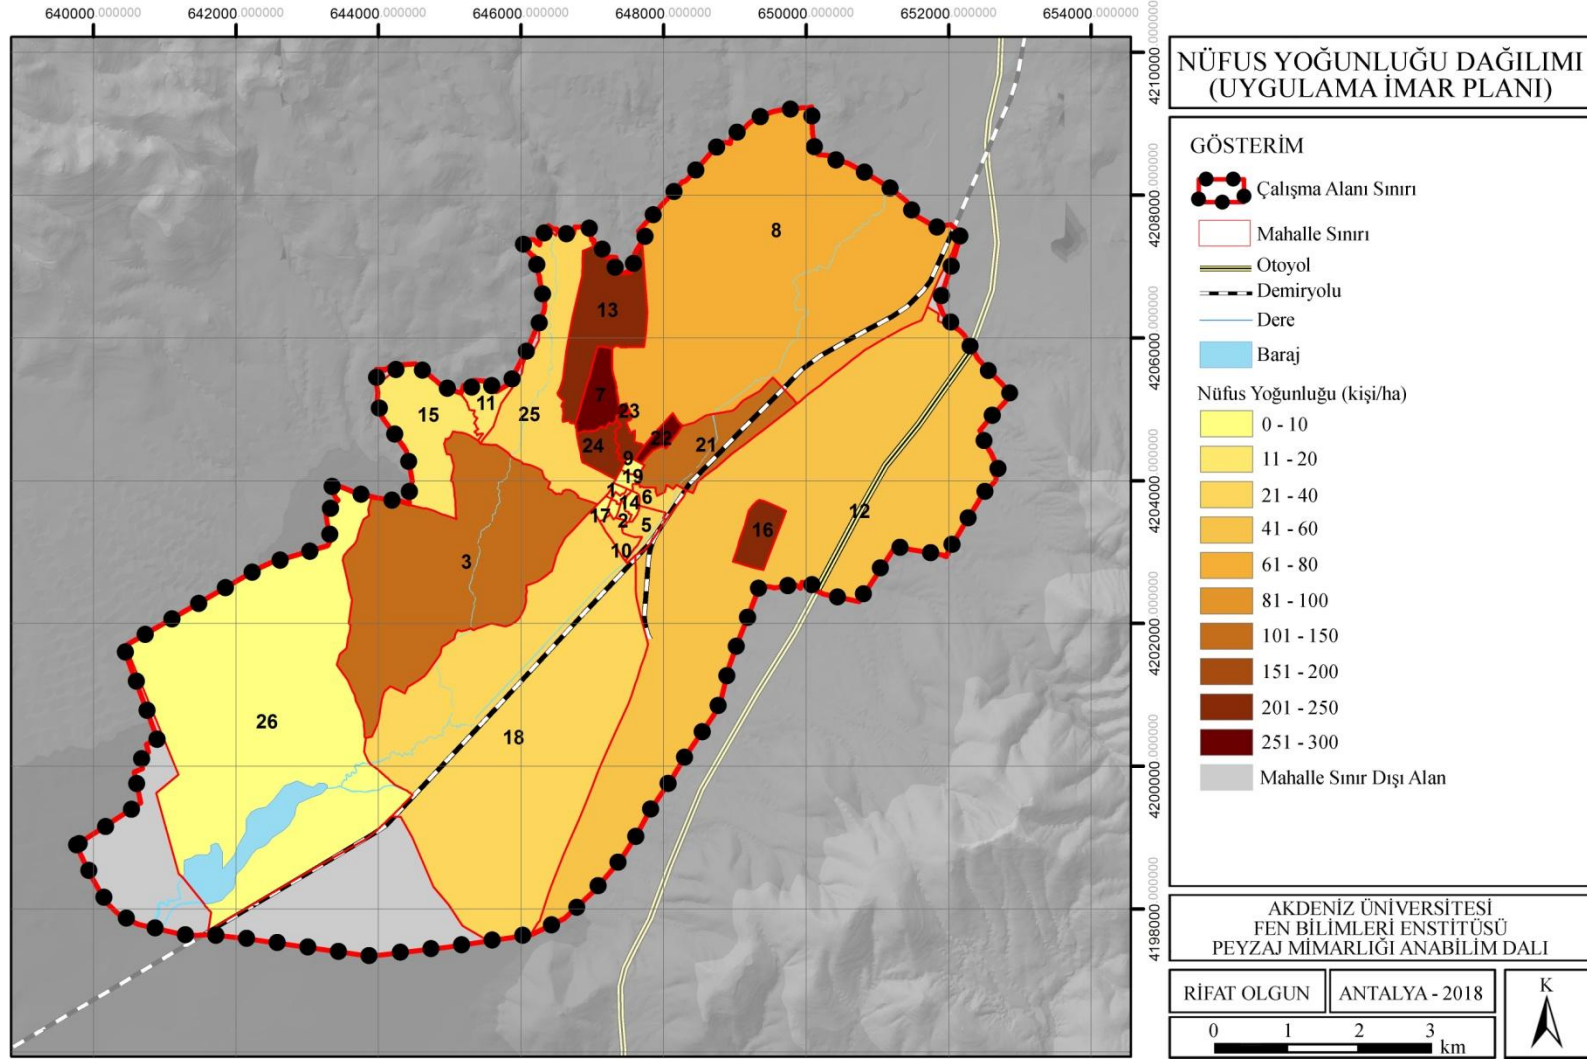 640000.000000 642000.000000 644000.000000 646000.000000 648000.000000 650000.000000 652000.000000 654000.000000
4210000.000000
4208000.000000
4206000.000000
4204000.000000
4202000.000000
4200000.000000
4198000.000000
8
13
7
11
15
25
23
24
22
21
9
19
1
6
14
17
2
5
10
16
12
3
26
18
NÜFUS YOĞUNLUĞU DAĞILIMI
(UYGULAMA İMAR PLANI)
GÖSTERİM
Çalışma Alanı Sınırı
Mahalle Sınırı
Otoyol
Demiryolu
Dere
Baraj
Nüfus Yoğunluğu (kişi/ha)
0 - 10
11 - 20
21 - 40
41 - 60
61 - 80
81 - 100
101 - 150
151 - 200
201 - 250
251 - 300
Mahalle Sınır Dışı Alan
AKDENİZ ÜNİVERSİTESİ
FEN BİLİMLERİ ENSTİTÜSÜ
PEYZAJ MİMARLIĞI ANABİLİM DALI
RİFAT OLGUN
ANTALYA - 2018
K
0 1 2 3
km